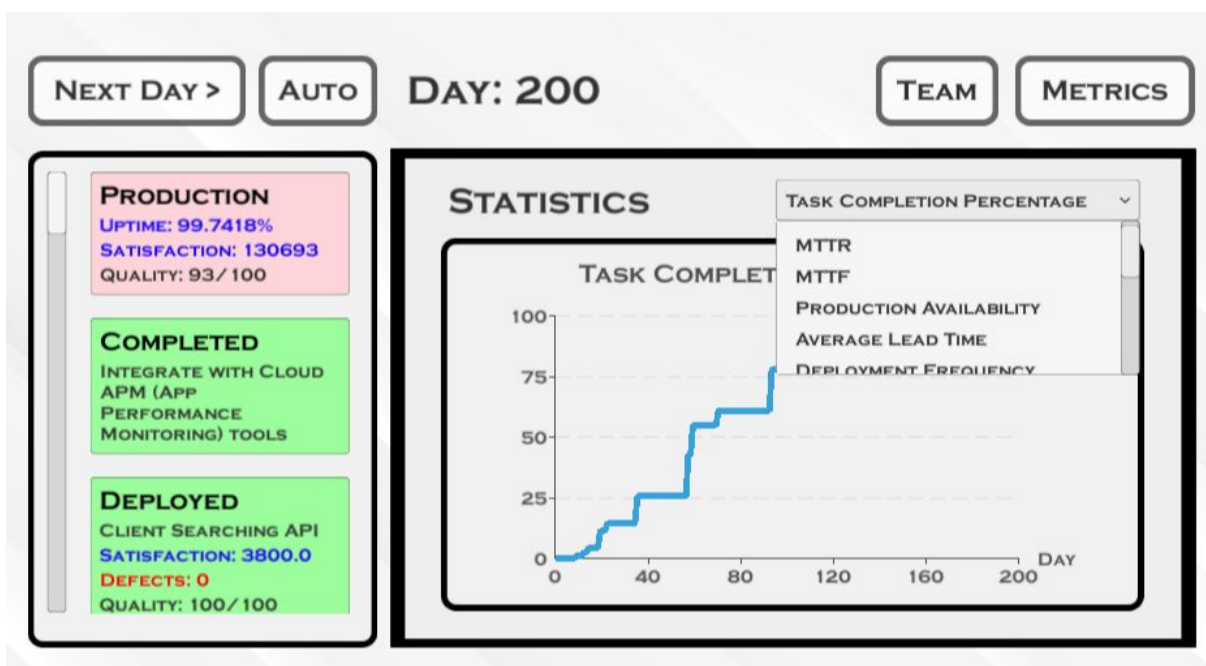 NEXT DAY >
AUTO
DAY: 200
TEAM
METRICS
PRODUCTION
UPTIME: 99.7418%
SATISFACTION: 130693
QUALITY: 93/100
COMPLETED
INTEGRATE WITH CLOUD
APM (APP
PERFORMANCE
MONITORING) TOOLS
DEPLOYED
CLIENT SEARCHING API
SATISFACTION: 3800.0
DEFECTS: 0
QUALITY: 100/100
STATISTICS
TASK COMPLETION PERCENTAGE
MTTR
MTTF
PRODUCTION AVAILABILITY
AVERAGE LEAD TIME
DEPLOYMENT FREQUENCY
TASK COMPLET
100
75
50
25
0
0 40 80 120 160 200
DAY